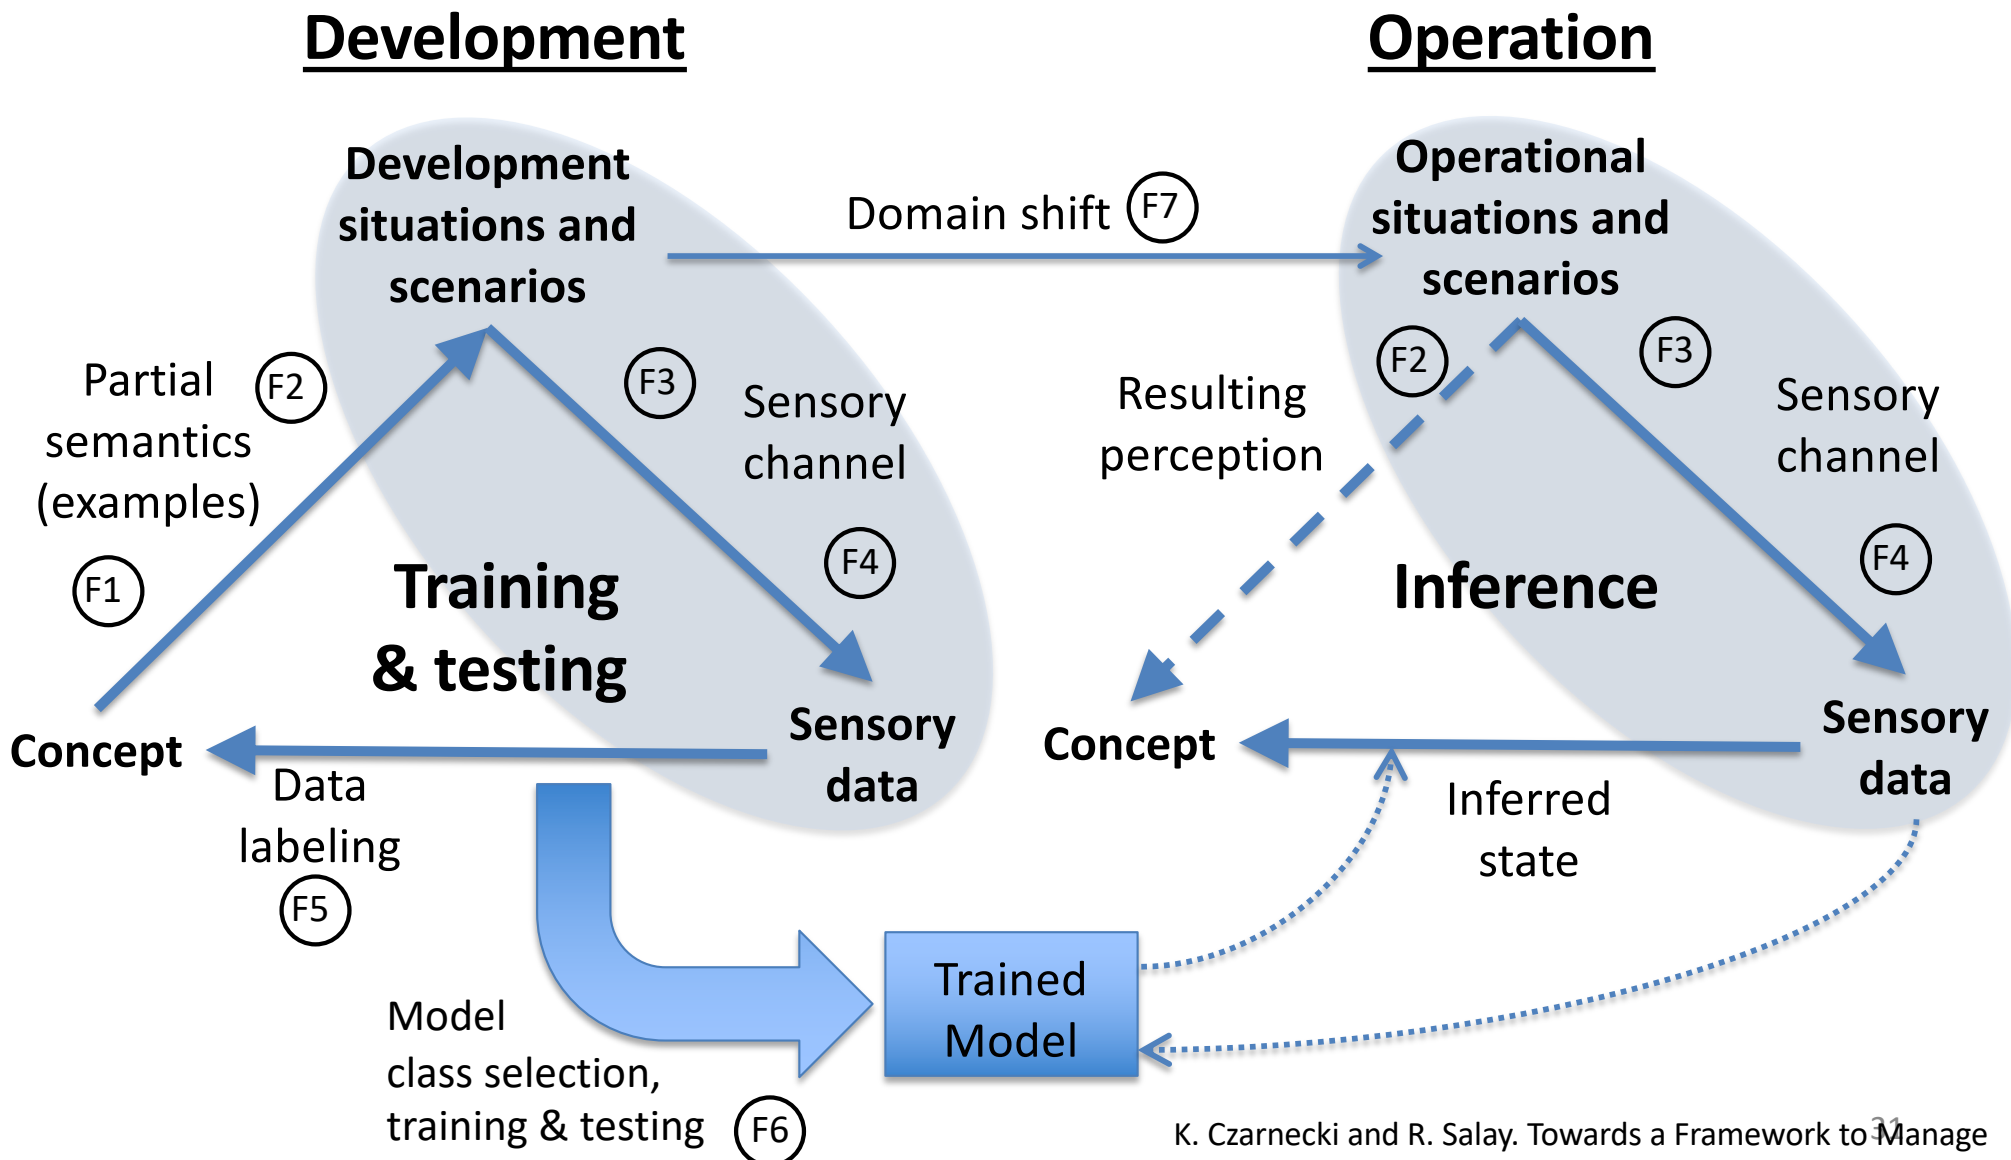 Development
Operation
Development
situations and
scenarios
Domain shift F7
Operational
situations and
scenarios
Partial
semantics
(examples)
F2
F1
F3
Sensory
channel
F4
Training
& testing
Concept
Sensory
data
Data
labeling
F5
Resulting
perception
F2
F3
Sensory
channel
F4
Inference
Concept
Sensory
data
Inferred
state
Model
class selection,
training & testing F6
Trained
Model
K. Czarnecki and R. Salay. Towards a Framework to Manage
31